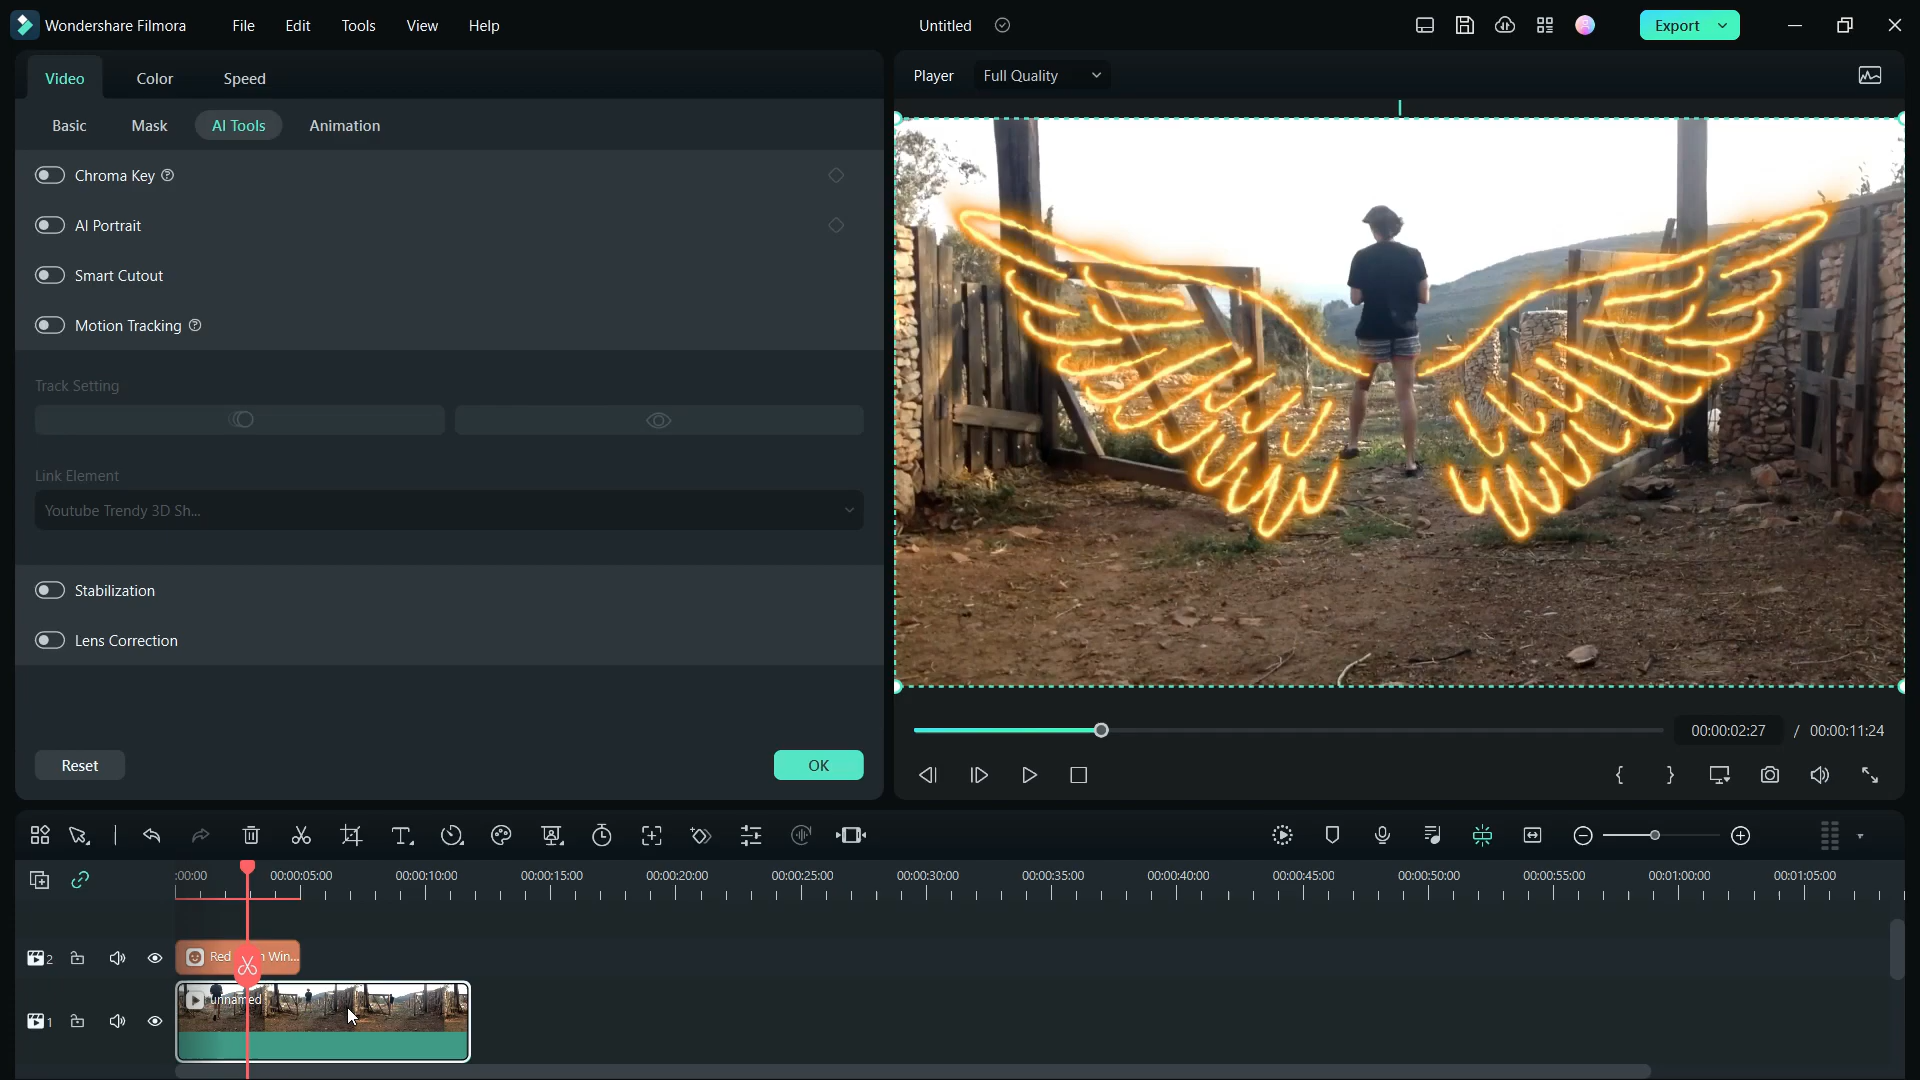 Wondershare Filmora File Edit Tools View Help Untitled Export
Video Color Speed
Player Full Quality
Basic Mask AI Tools Animation
Chroma Key
AI Portrait
Smart Cutout
Motion Tracking
Track Setting
Link Element
Youtube Trendy 3D Sh...
Stabilization
Lens Correction
00:00:02:27 / 00:00:11:24
Reset OK
:00:00 00:00:05:00 00:00:10:00 00:00:15:00 00:00:20:00 00:00:25:00 00:00:30:00 00:00:35:00 00:00:40:00 00:00:45:00 00:00:50:00 00:00:55:00 00:01:00:00 00:01:05:00
2 Red Win...
unnamed
1